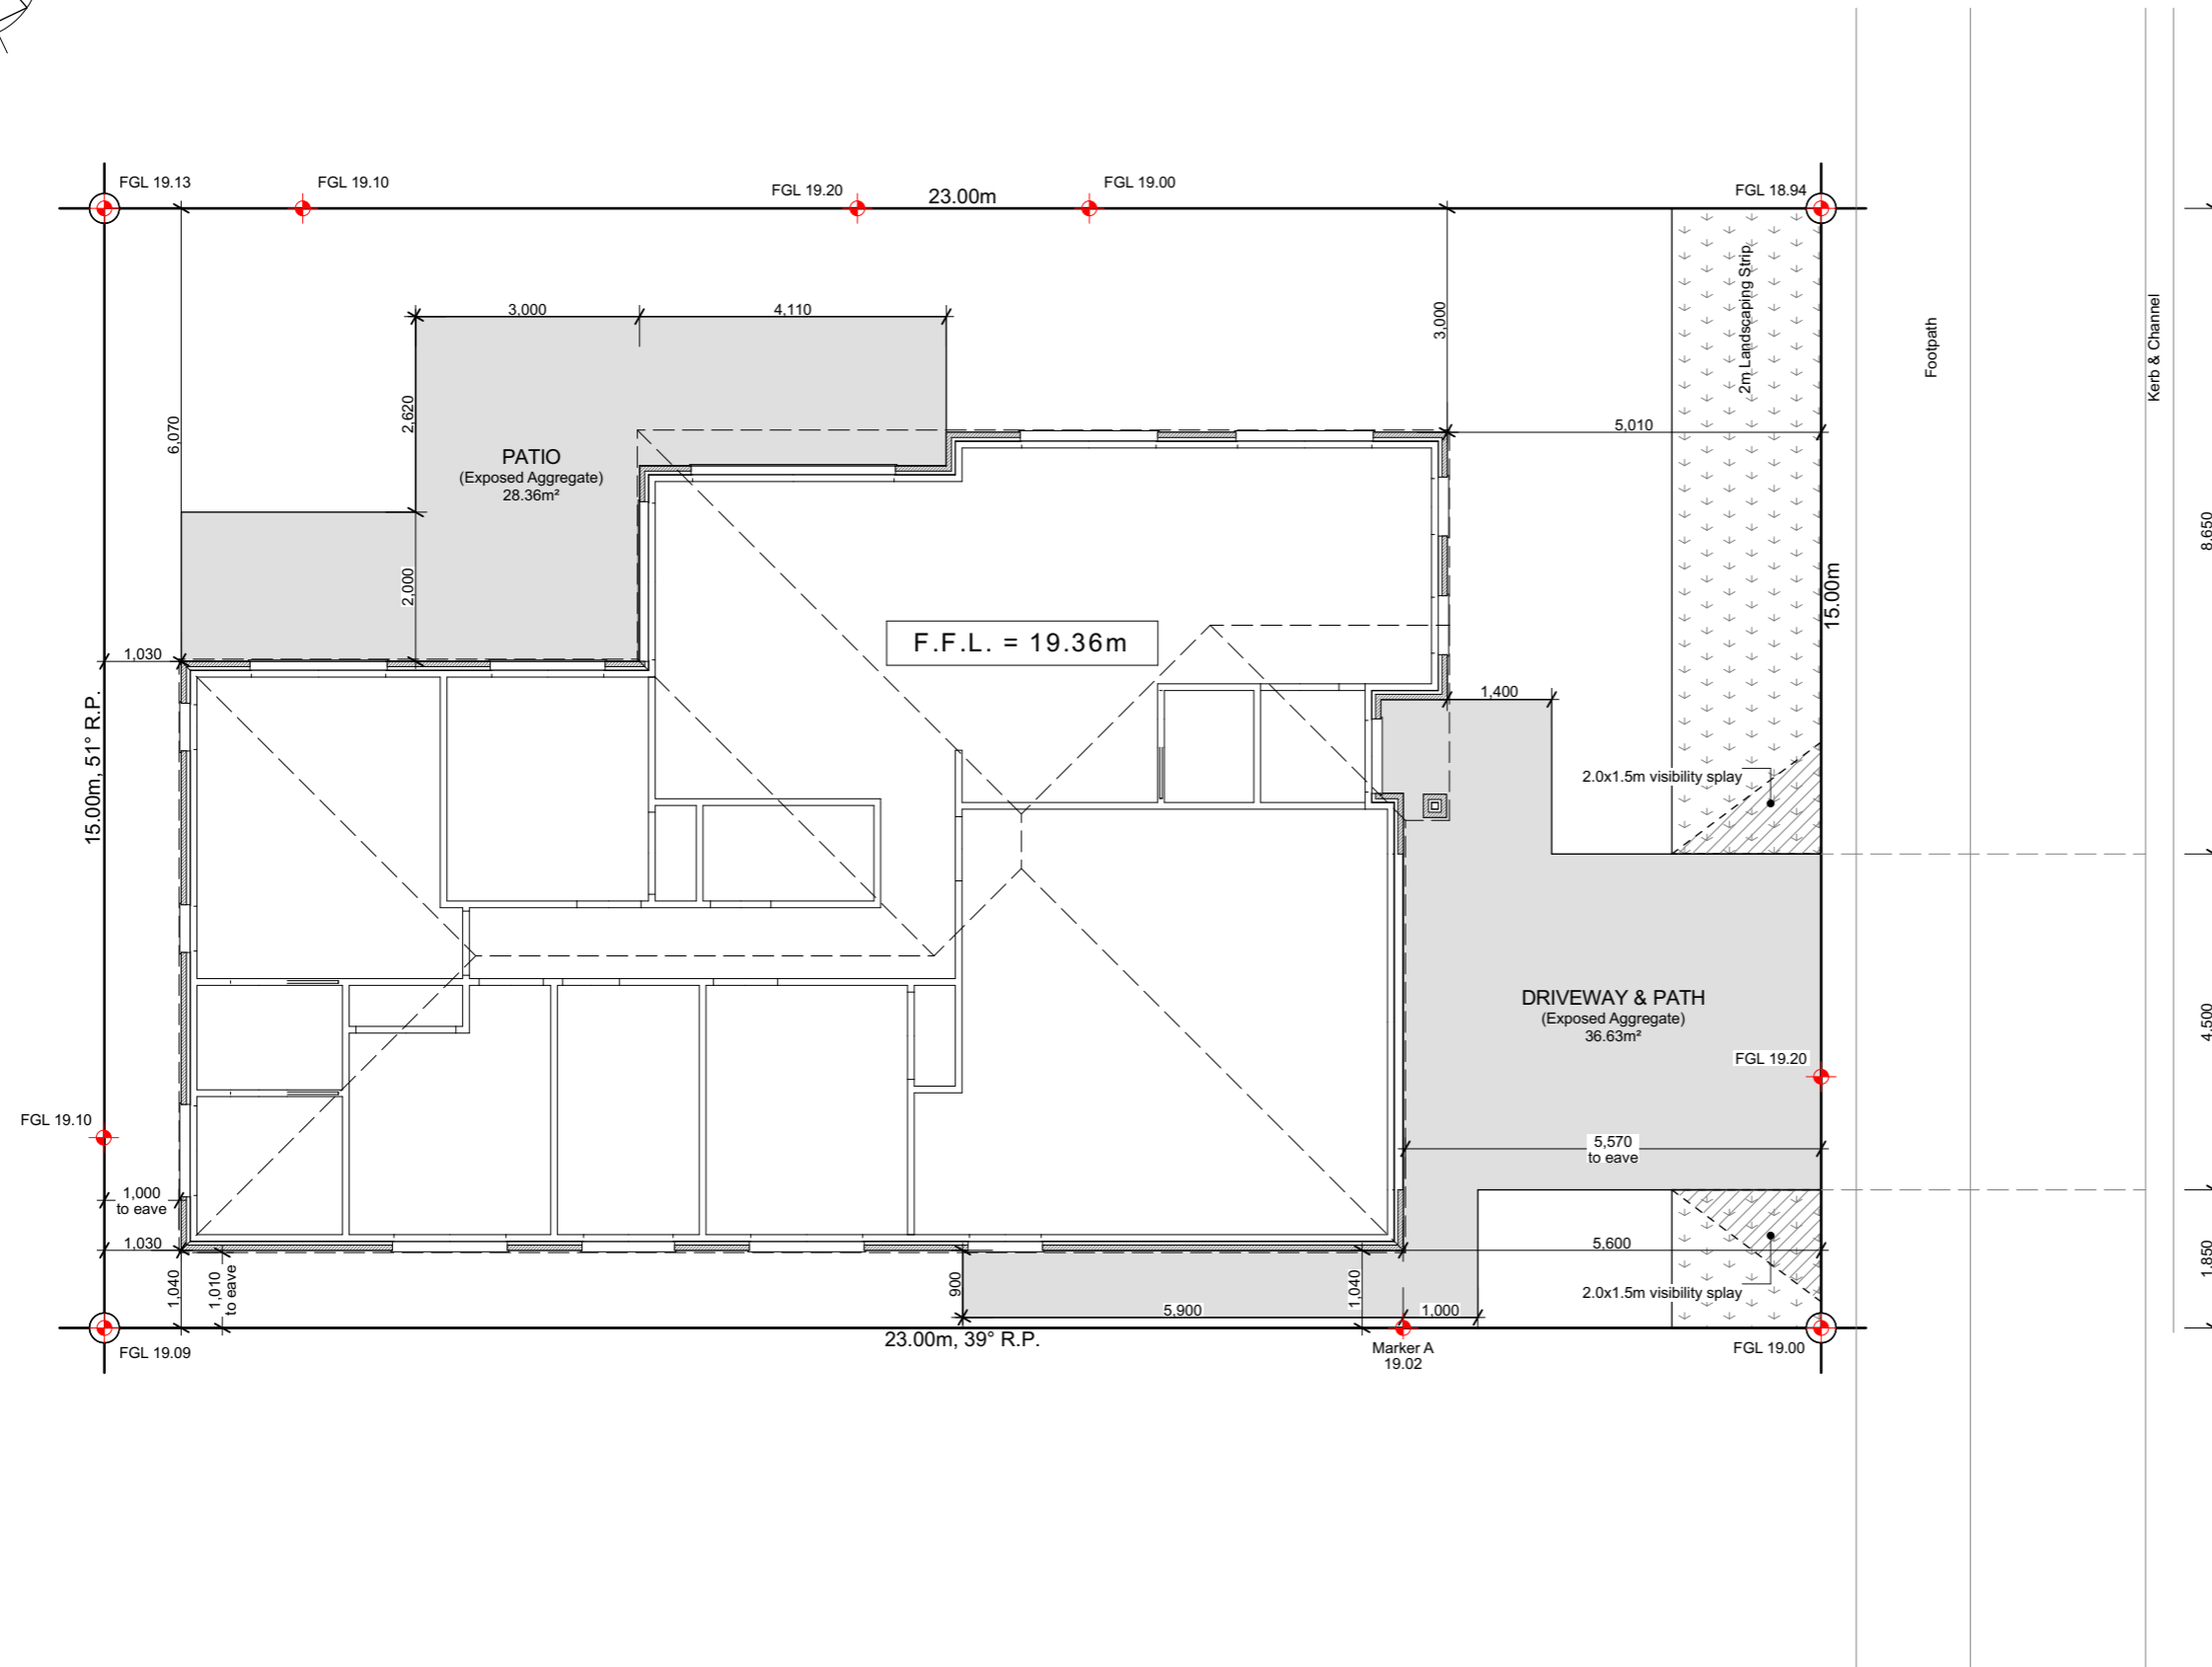 FGL 19.13
FGL 19.10
FGL 19.20
23.00m
FGL 19.00
FGL 18.94
2m Landscaping Strip
Footpath
Kerb & Channel
3,000
4,110
3,000
6,070
2,620
5,010
PATIO
(Exposed Aggregate)
28.36m²
8,650
2,000
15.00m
F.F.L. = 19.36m
1,030
15.00m, 51° R.P.
1,400
2.0x1.5m visibility splay
DRIVEWAY & PATH
(Exposed Aggregate)
36.63m²
4,500
FGL 19.20
FGL 19.10
5,570
to eave
1,000
to eave
1,030
5,600
1,040
1,010
to eave
900
1,040
1,850
2.0x1.5m visibility splay
5,900
1,000
23.00m, 39° R.P.
FGL 19.09
Marker A
19.02
FGL 19.00